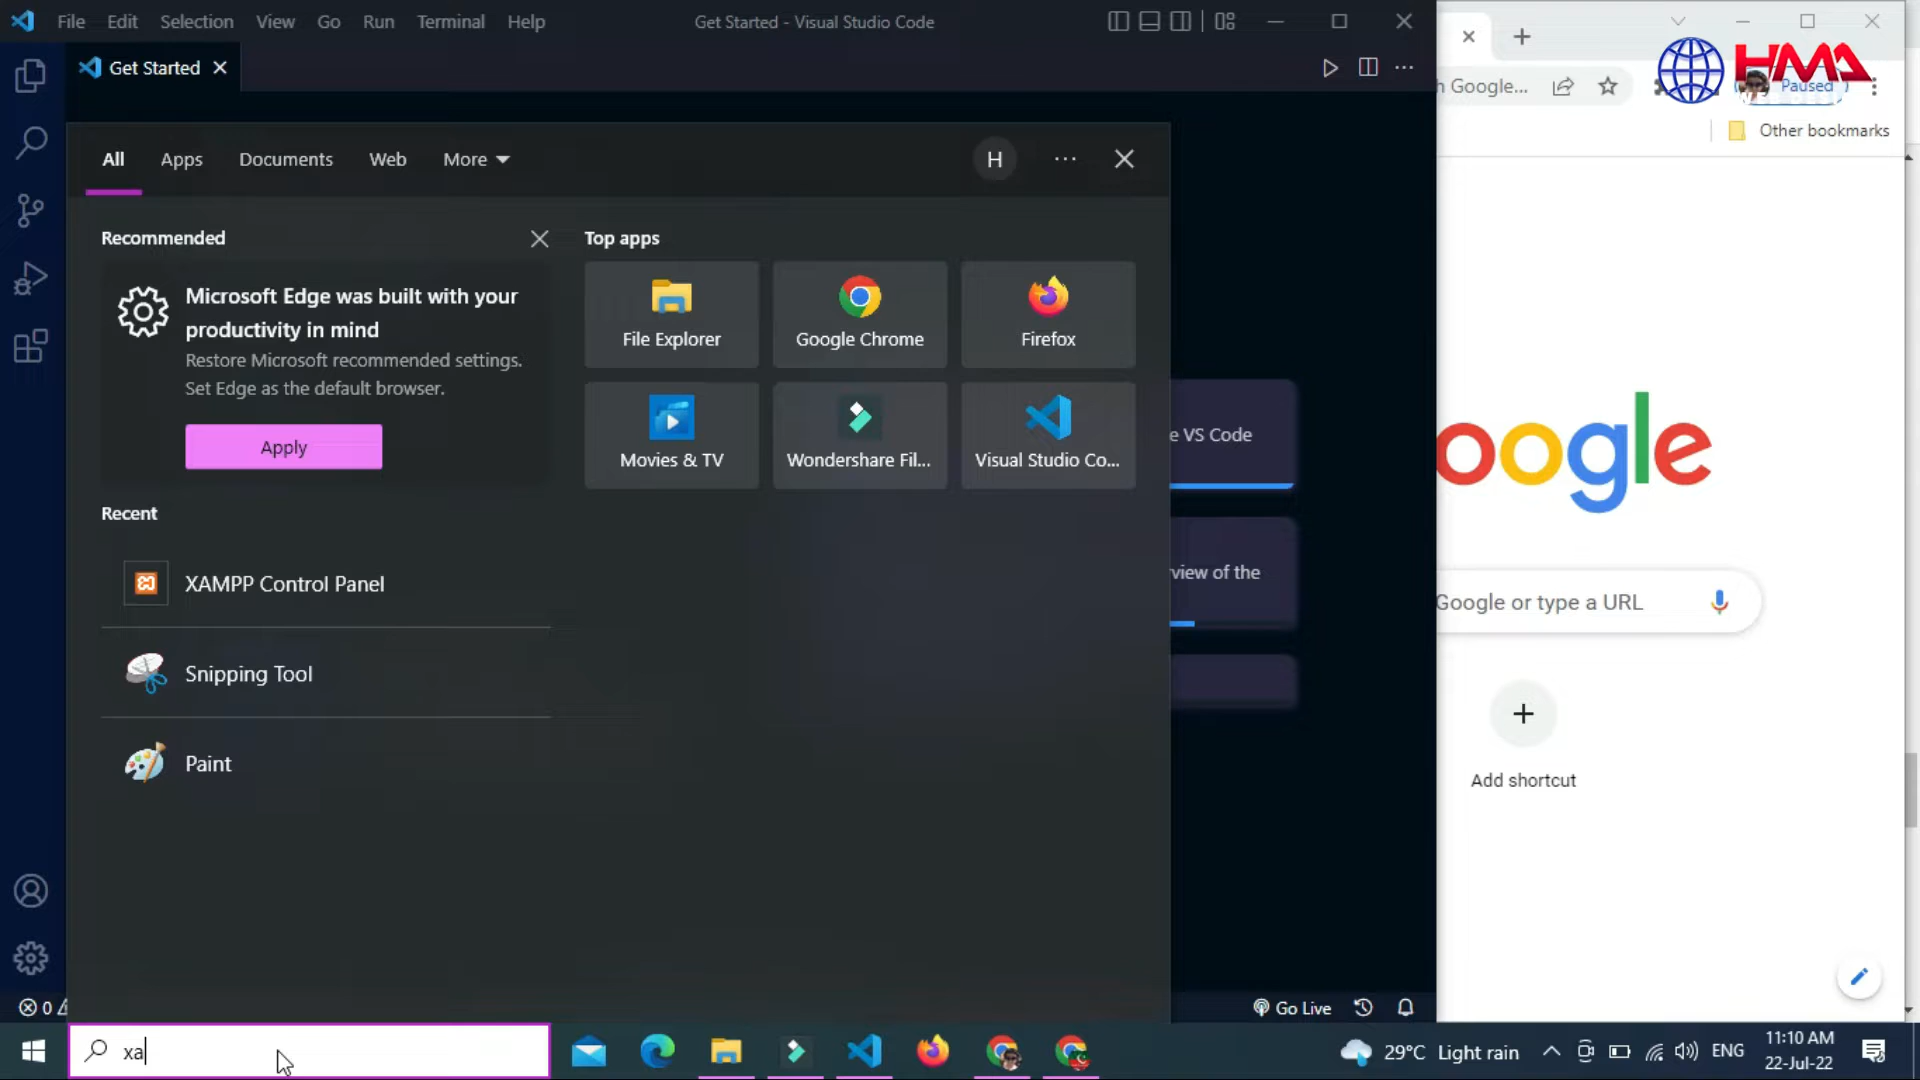 File Edit Selection View Go Run Terminal Help
Get Started - Visual Studio Code
Get Started
h Google...
HMA
Paused
Other bookmarks
All Apps Documents Web More
H
Recommended
Microsoft Edge was built with your
productivity in mind
Restore Microsoft recommended settings.
Set Edge as the default browser.
Apply
Top apps
File Explorer
Google Chrome
Firefox
Movies & TV
Wondershare Fil...
Visual Studio Co...
Recent
XAMPP Control Panel
Snipping Tool
Paint
e VS Code
rview of the
oogle
Google or type a URL
Add shortcut
0
Go Live
xa
29°C Light rain
ENG
11:10 AM
22-Jul-22